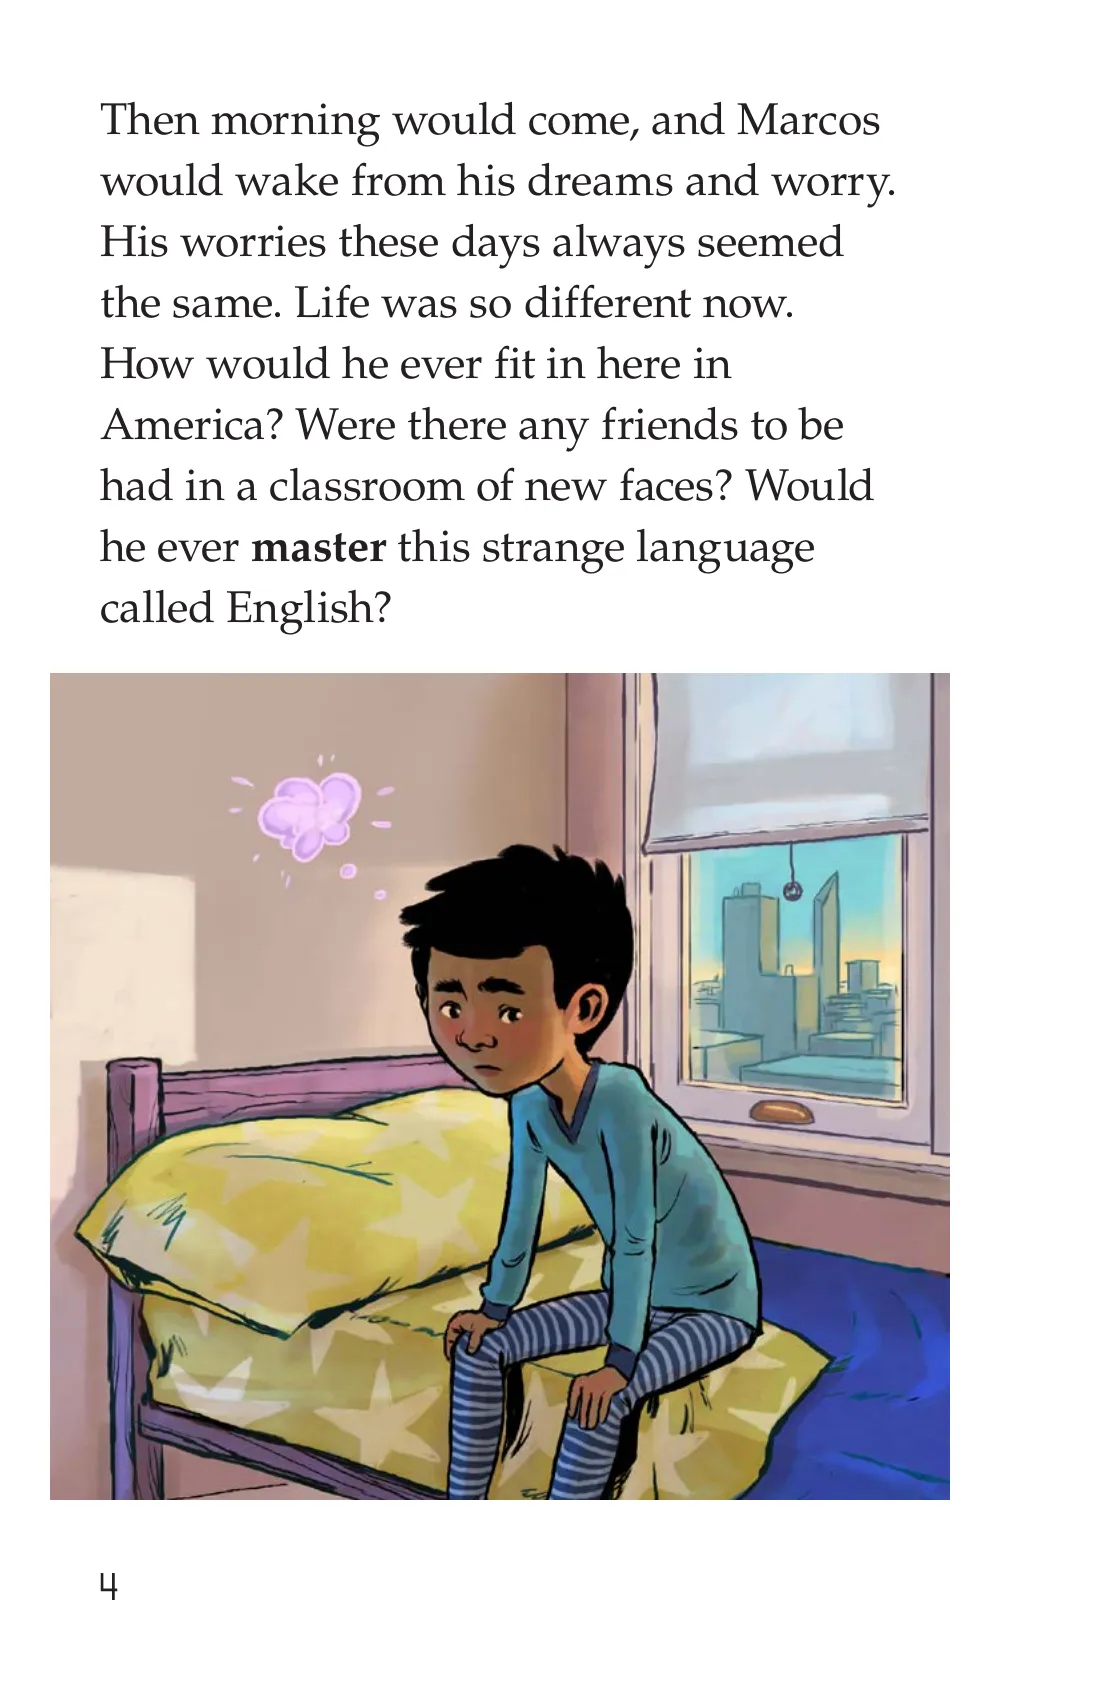 Then morning would come, and Marcos
would wake from his dreams and worry.
His worries these days always seemed
the same. Life was so different now.
How would he ever fit in here in
America? Were there any friends to be
had in a classroom of new faces? Would
he ever master this strange language
called English?
4